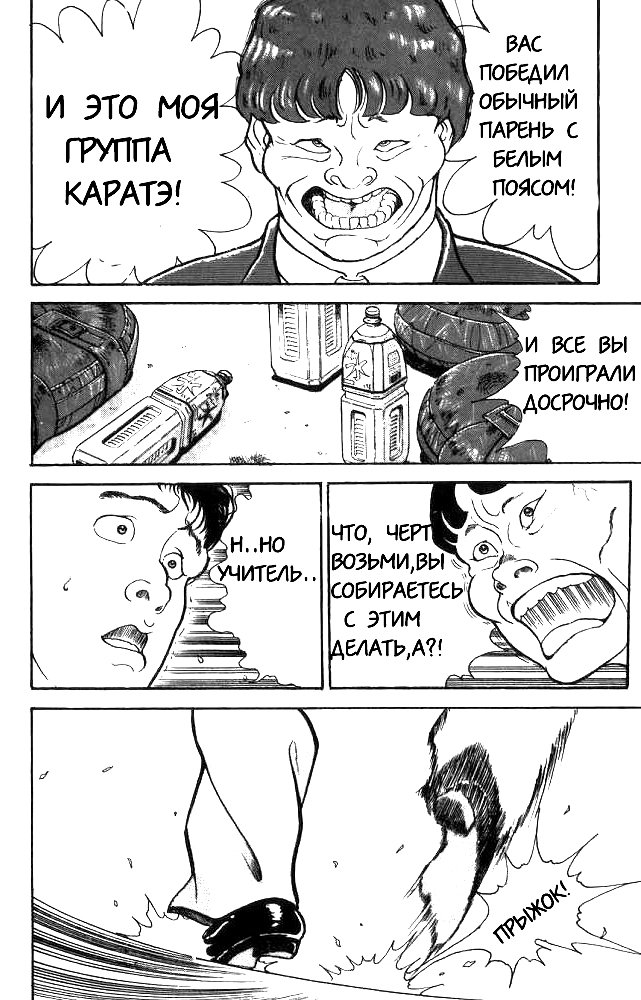 ВАС
ПОБЕДИЛ
ОБЫЧНЫЙ
ПАРЕНЬ С
БЕЛЫМ
ПОЯСОМ!
И ЭТО МОЯ
ГРУППА
КАРАТЭ!
И ВСЕ ВЫ
ПРОИГРАЛИ
ДОСРОЧНО!
ЧТО, ЧЕРТ
ВОЗЬМИ,ВЫ
СОБИРАЕТЕСЬ
С ЭТИМ
ДЕЛАТЬ,А?!
Н..НО
УЧИТЕЛЬ..
ПРЫЖОК!